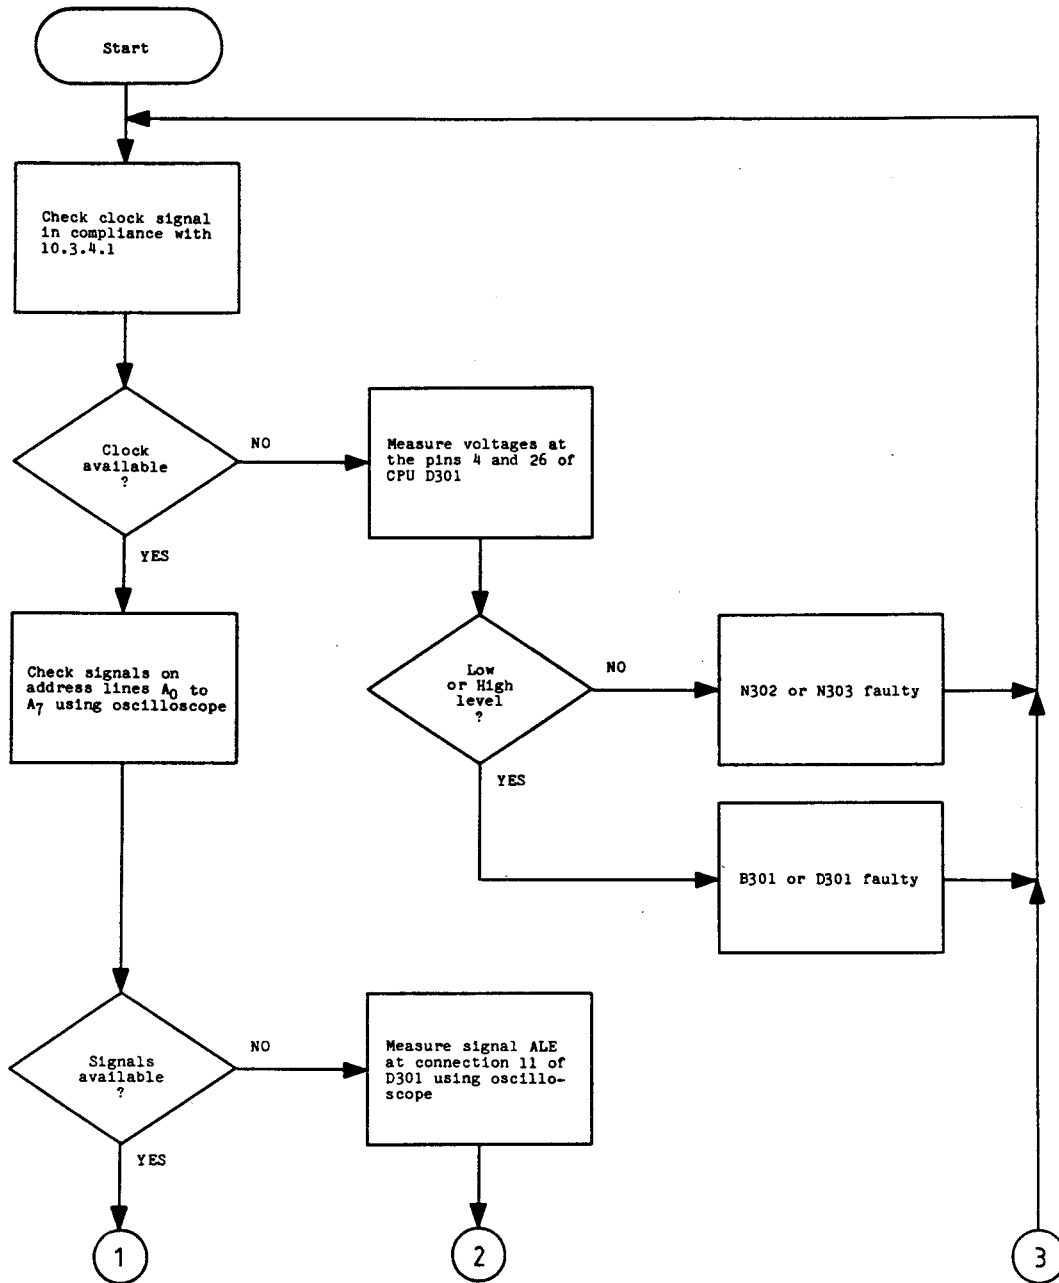 Start
Check clock signal
in compliance with
10.3.4.1
Clock
available
?
NO
YES
Measure voltages at
the pins 4 and 26 of
CPU D301
Low
or High
level
?
NO
YES
N302 or N303 faulty
B301 or D301 faulty
Check signals on
address lines A0 to
A7 using oscilloscope
Signals
available
?
NO
YES
Measure signal ALE
at connection 11 of
D301 using oscillo-
scope
1
2
3